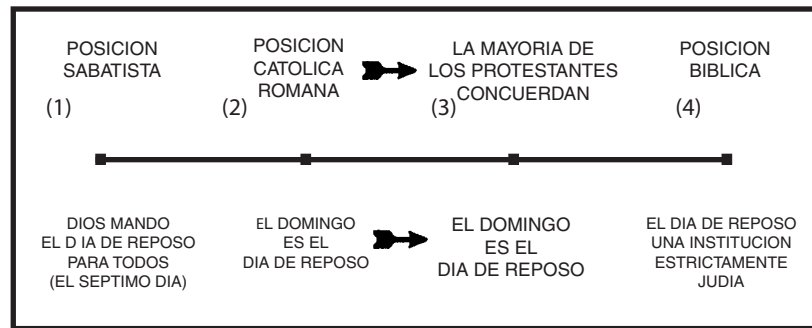 POSICION
SABATISTA
(1)
POSICION
CATOLICA
ROMANA
(2)
LA MAYORIA DE
LOS PROTESTANTES
CONCUERDAN
(3)
POSICION
BIBLICA
(4)
DIOS MANDO
EL D IA DE REPOSO
PARA TODOS
(EL SEPTIMO DIA)
EL DOMINGO
ES EL
DIA DE REPOSO
EL DOMINGO
ES EL
DIA DE REPOSO
EL DIA DE REPOSO
UNA INSTITUCION
ESTRICTAMENTE
JUDIA